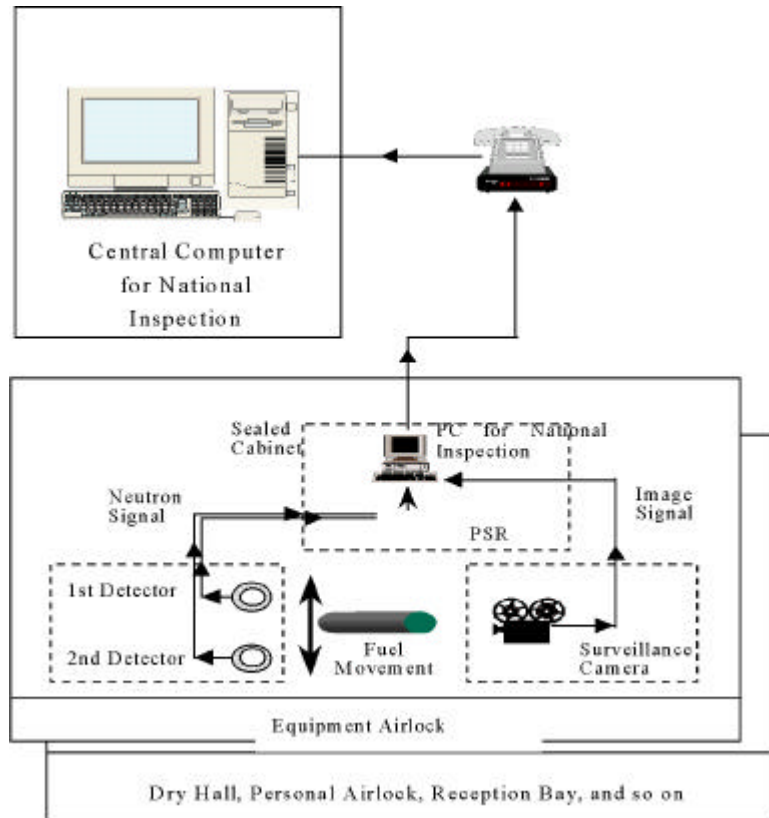 Central Computer
for National
Inspection
Sealed
Cabinet
PC for National
Inspection
Neutron
Signal
Image
Signal
PSR
1st Detector
2nd Detector
Fuel
Movement
Surveillance
Camera
Equipment Airlock
Dry Hall, Personal Airlock, Reception Bay, and so on